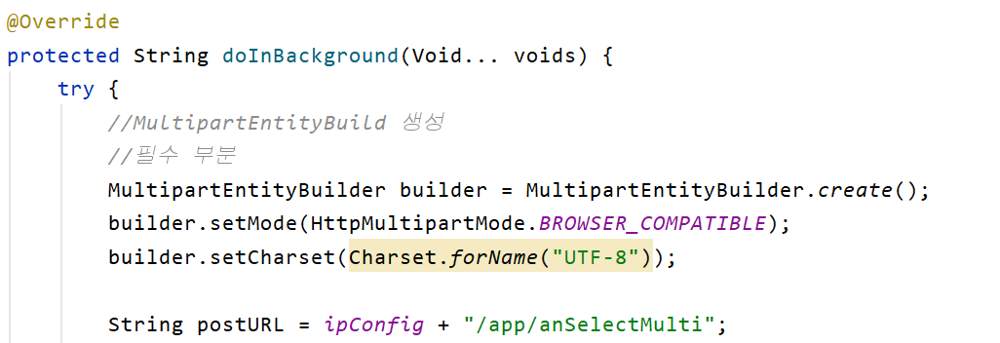 @Override
protected String doInBackground(Void... voids) {
try {
//MultipartEntityBuild 생성
//필수 부분
MultipartEntityBuilder builder = MultipartEntityBuilder.create();
builder.setMode(HttpMultipartMode.BROWSER_COMPATIBLE);
builder.setCharset(Charset.forName("UTF-8"));
String postURL = ipConfig + "/app/anSelectMulti";